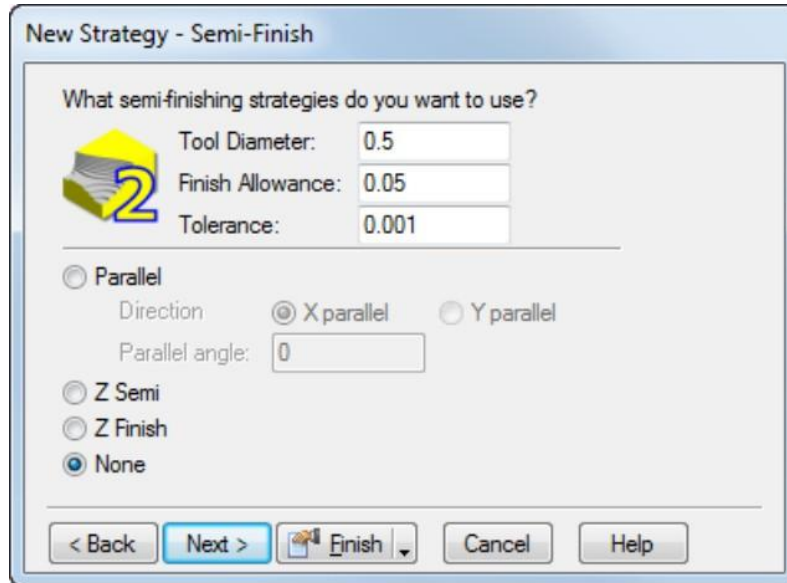 New Strategy - Semi-Finish
What semi-finishing strategies do you want to use?
Tool Diameter: 0.5
Finish Allowance: 0.05
Tolerance: 0.001
2
Parallel
Direction X parallel Y parallel
Parallel angle: 0
Z Semi
Z Finish
None
< Back Next > Finish Cancel Help